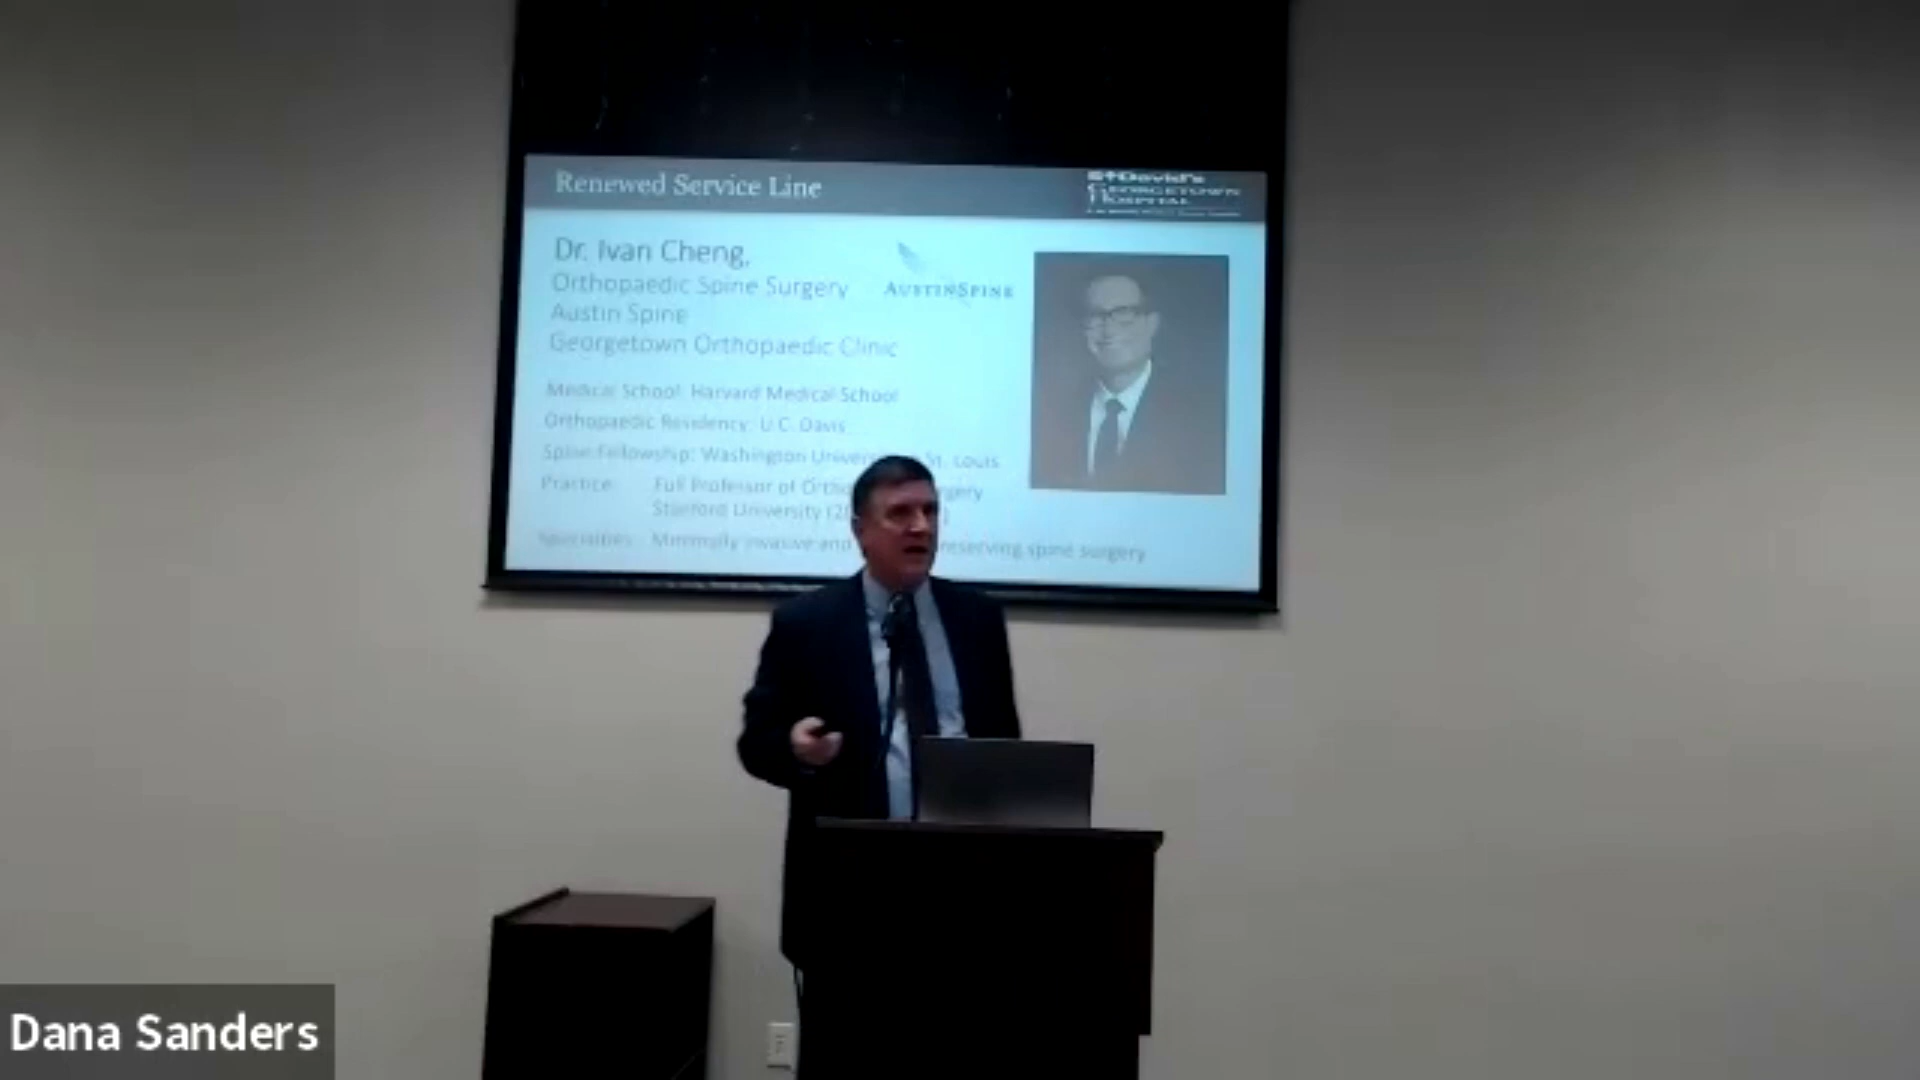 Renewed Service Line
St David's
GEORGETOWN
HOSPITAL
Dr. Ivan Cheng,
Orthopaedic Spine Surgery
AUSTINSPINE
Austin Spine
Georgetown Orthopaedic Clinic
Medical School: Harvard Medical School
Orthopaedic Residency: U.C. Davis
Spine Fellowship: Washington St. Louis
Practice: Full Professor of
Stanford University
Specialties: Minimally invasive and spine surgery
Dana Sanders